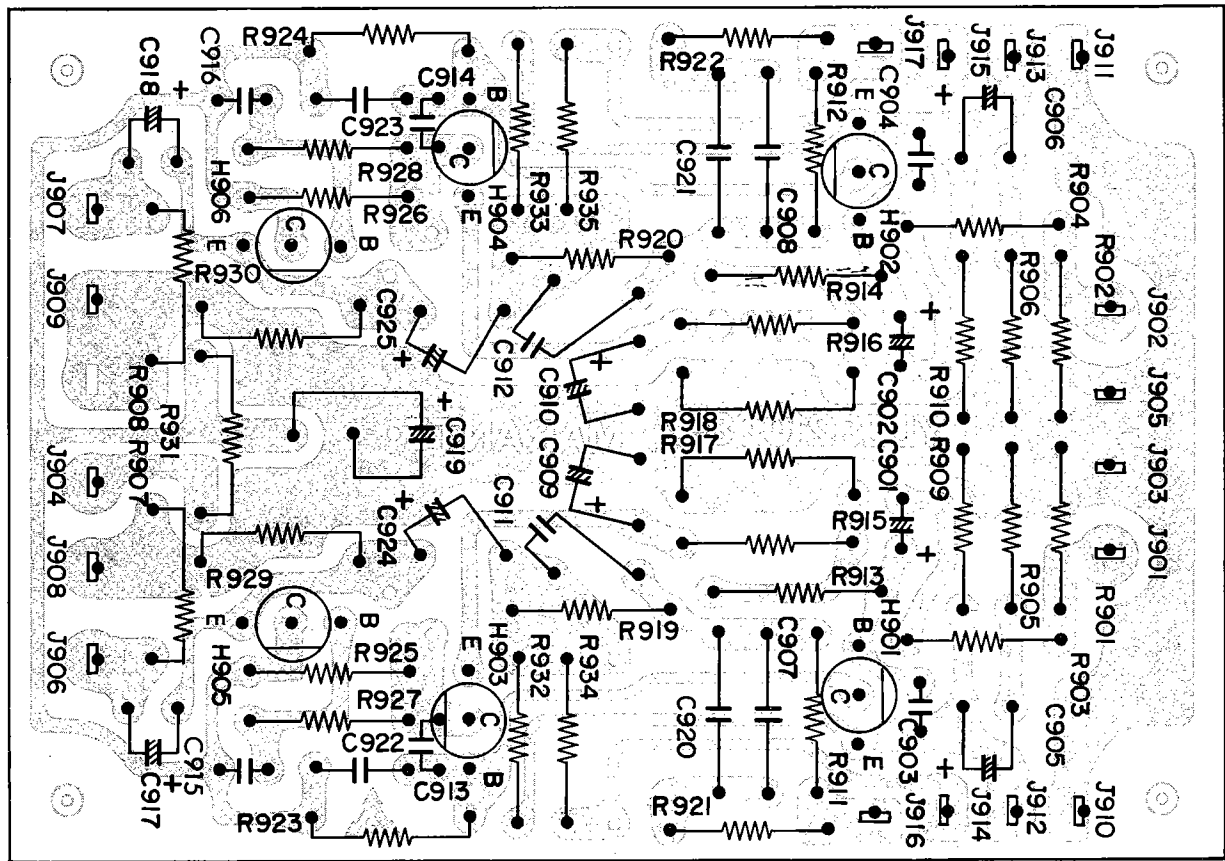 R924
C916
C918
+
C914
B
R922
J917
J915
J913
J911
C923
C
R912
E
C904
+
C906
H906
R928
R926
E
H904
R933
R935
C921
C908
C
B
H902
R904
J907
C
E
B
R930
R920
R914
R906
R902
J902
J909
C925
+
C912
+
C910
R916
+
C902
R910
J905
R908
R931
+
C919
R918
R917
R907
J904
C909
C901
R909
J903
+
C924
C911
+
R915
+
J901
J908
R929
C
E
B
R913
R905
R901
R919
J906
H905
R925
R927
E
H903
R932
R934
C907
B
H901
R903
C
C
C922
C920
C917
+
C915
C913
B
R911
E
C903
+
C905
R923
R921
J916
J914
J912
J910